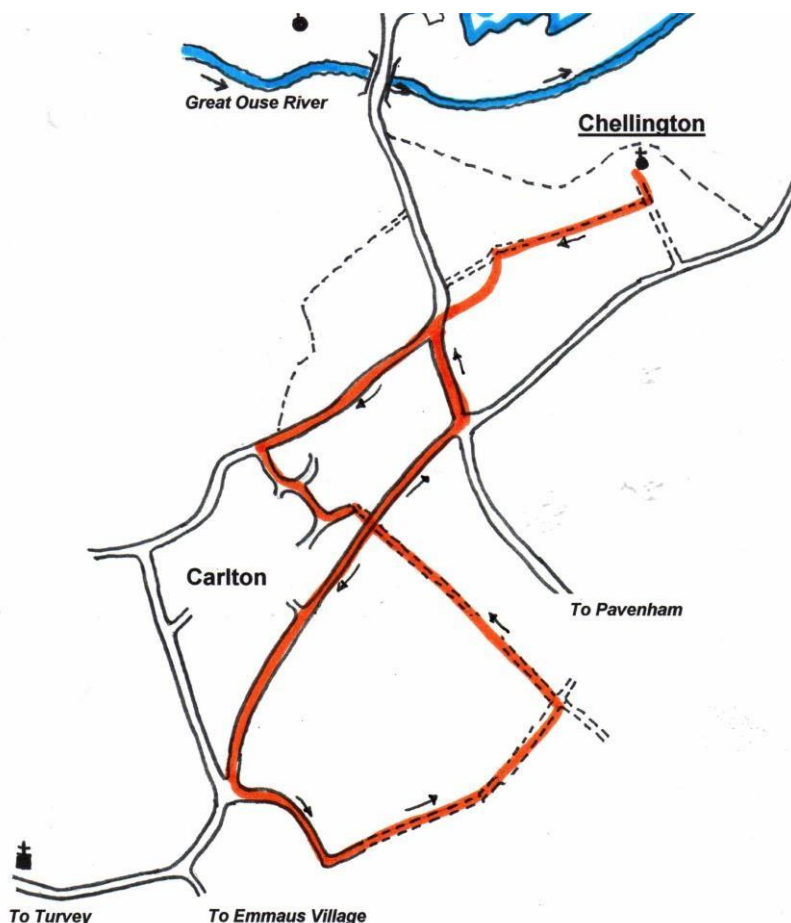 Great Ouse River
Chellington
Carlton
To Pavenham
To Turvey
To Emmaus Village